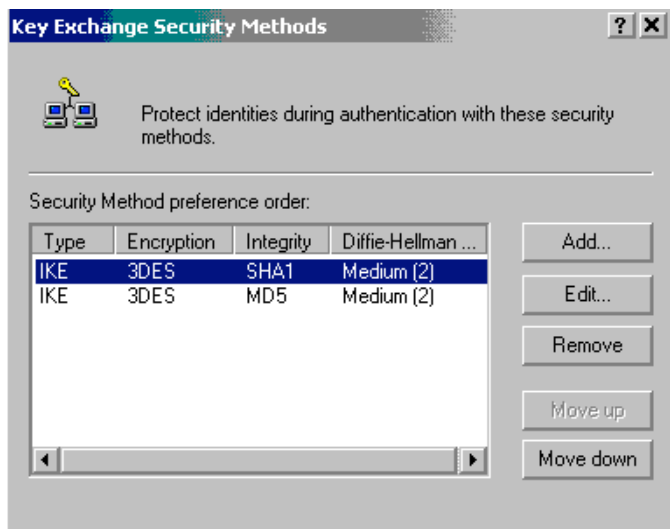 Key Exchange Security Methods
Protect identities during authentication with these security
methods.
Security Method preference order:
Type Encryption Integrity Diffie-Hellman ...
IKE 3DES SHA1 Medium (2)
IKE 3DES MD5 Medium (2)
Add...
Edit...
Remove
Move up
Move down